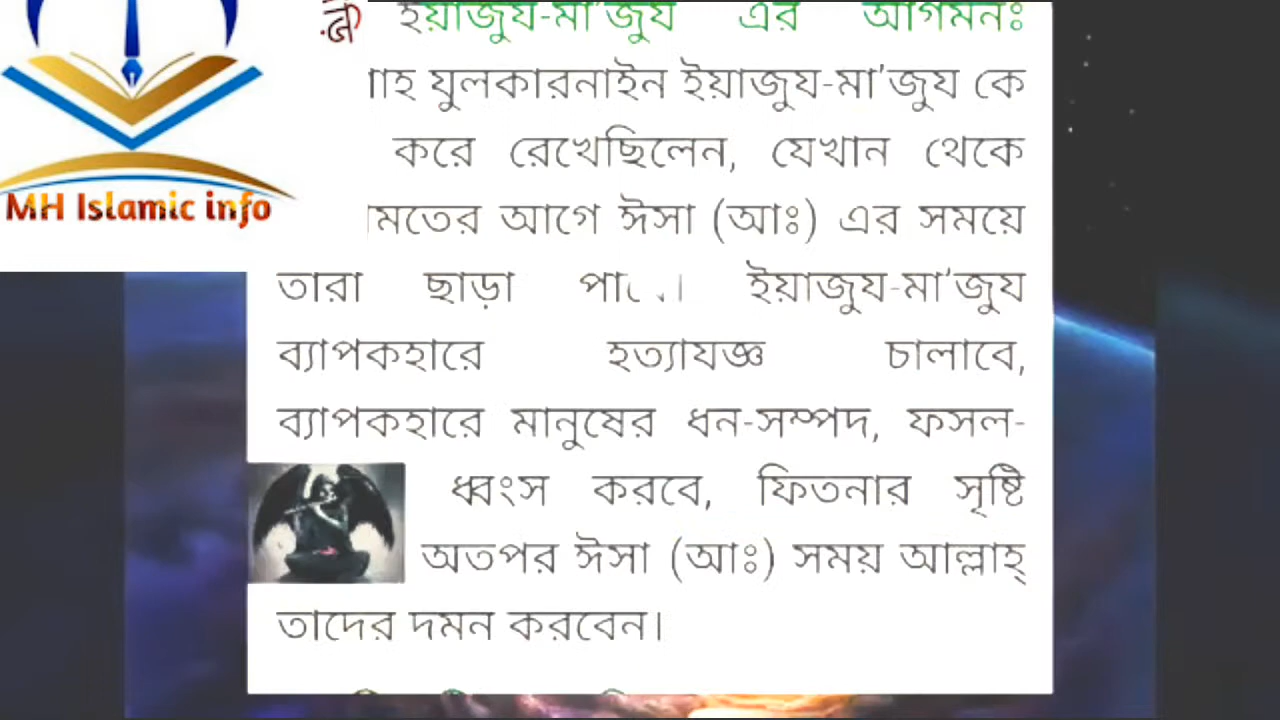 ইয়াজুয-মা'জুয এর আগমনঃ
যুলকারনাইন ইয়াজুয-মা'জুয কে
করে রেখেছিলেন, যেখান থেকে
MH Islamic info
আগে ঈসা (আঃ) এর সময়ে
তারা ছাড়া ইয়াজুয-মা'জুয
ব্যাপকহারে হত্যাযজ্ঞ চালাবে,
ব্যাপকহারে মানুষের ধন-সম্পদ, ফসল-
ধ্বংস করবে, ফিতনার সৃষ্টি
অতপর ঈসা (আঃ) সময় আল্লাহ্
তাদের দমন করবেন।